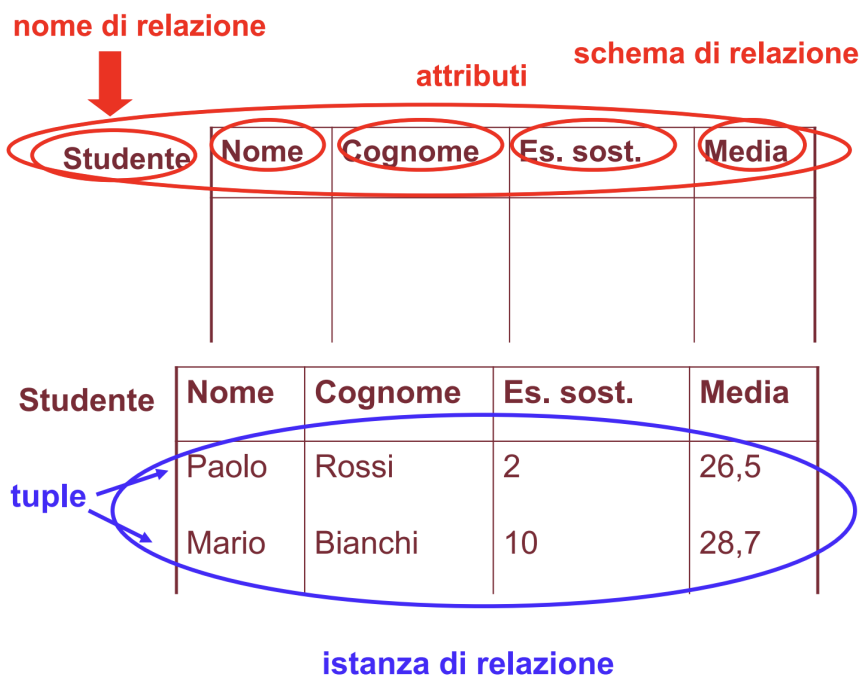 nome di relazione
schema di relazione
attributi
Studente Nome Cognome Es. sost. Media
Studente Nome Cognome Es. sost. Media
Paolo Rossi 2 26,5
tuple
Mario Bianchi 10 28,7
istanza di relazione